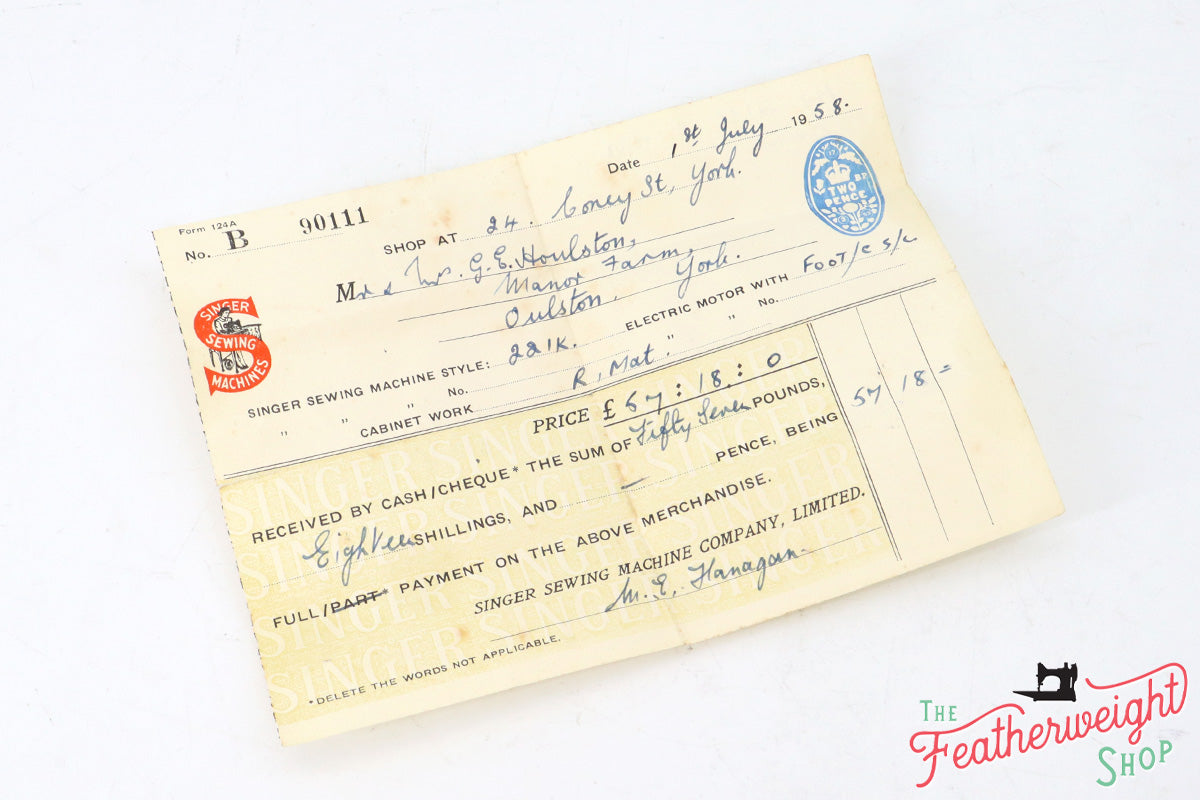 Form 124A
No. B 90111
Date 1st July 1958.
17
TWO
PENCE
SHOP AT 24. Coney St, York.
Mr & Mrs. G.E. Houlston,
Manor Farm,
Oulston, York.
SINGER
SEWING
MACHINES
SINGER SEWING MACHINE STYLE: 221K. ELECTRIC MOTOR WITH FOOT/C S/L
" " " No. " " No.
" CABINET WORK R, Mat.
PRICE £ 57 : 18 : 0
57 18 =
RECEIVED BY CASH/CHEQUE* THE SUM OF Fifty Seven POUNDS,
Eighteen SHILLINGS, AND — PENCE, BEING
FULL/PART* PAYMENT ON THE ABOVE MERCHANDISE.
SINGER SEWING MACHINE COMPANY, LIMITED.
M. E. Flanagan.
*DELETE THE WORDS NOT APPLICABLE.
THE
Featherweight
SHOP